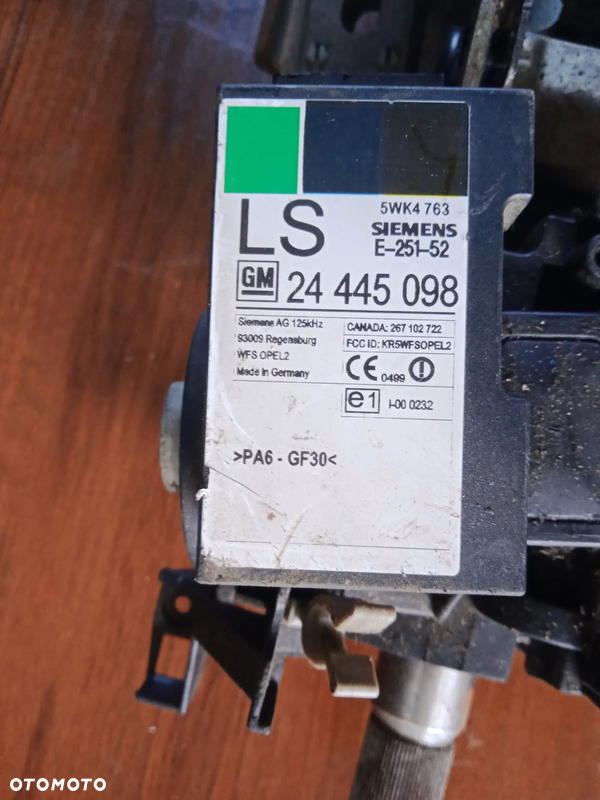 LS
5WK4 763
SIEMENS
E-251-52
GM 24 445 098
Siemens AG 125kHz
93009 Regensburg
WFS OPEL2
Made in Germany
CANADA: 267 102 722
FCC ID: KR5WFSOPEL2
CE 0499
e1 I-00 0232
>PA6 - GF30<
OTOMOTO